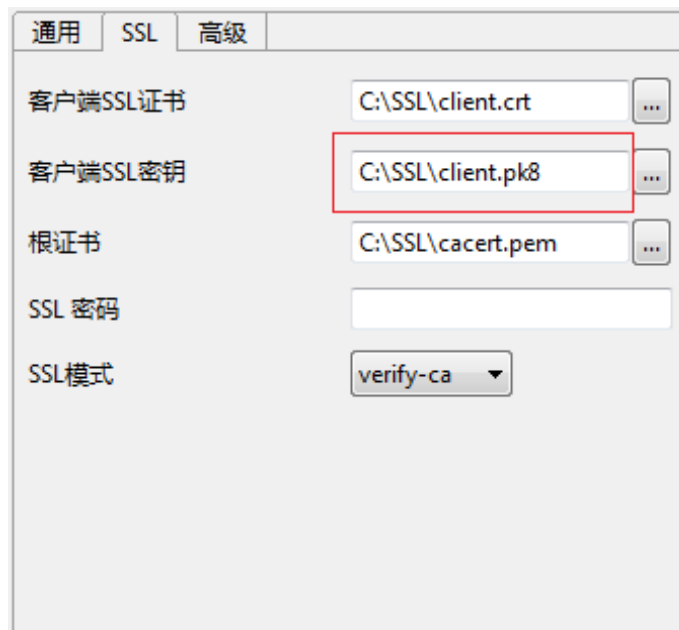 通用 SSL 高级
客户端SSL证书 C:\SSL\client.crt ...
客户端SSL密钥 C:\SSL\client.pk8 ...
根证书 C:\SSL\cacert.pem ...
SSL 密码
SSL模式 verify-ca